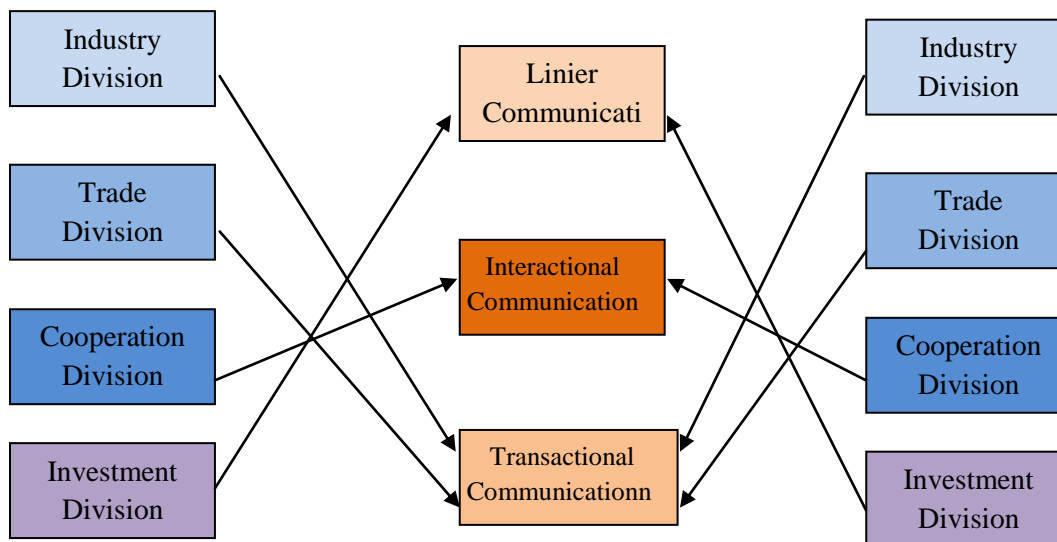 Industry
Division
Trade
Division
Cooperation
Division
Investment
Division
Linier
Communicati
Interactional
Communication
Transactional
Communicationn
Industry
Division
Trade
Division
Cooperation
Division
Investment
Division